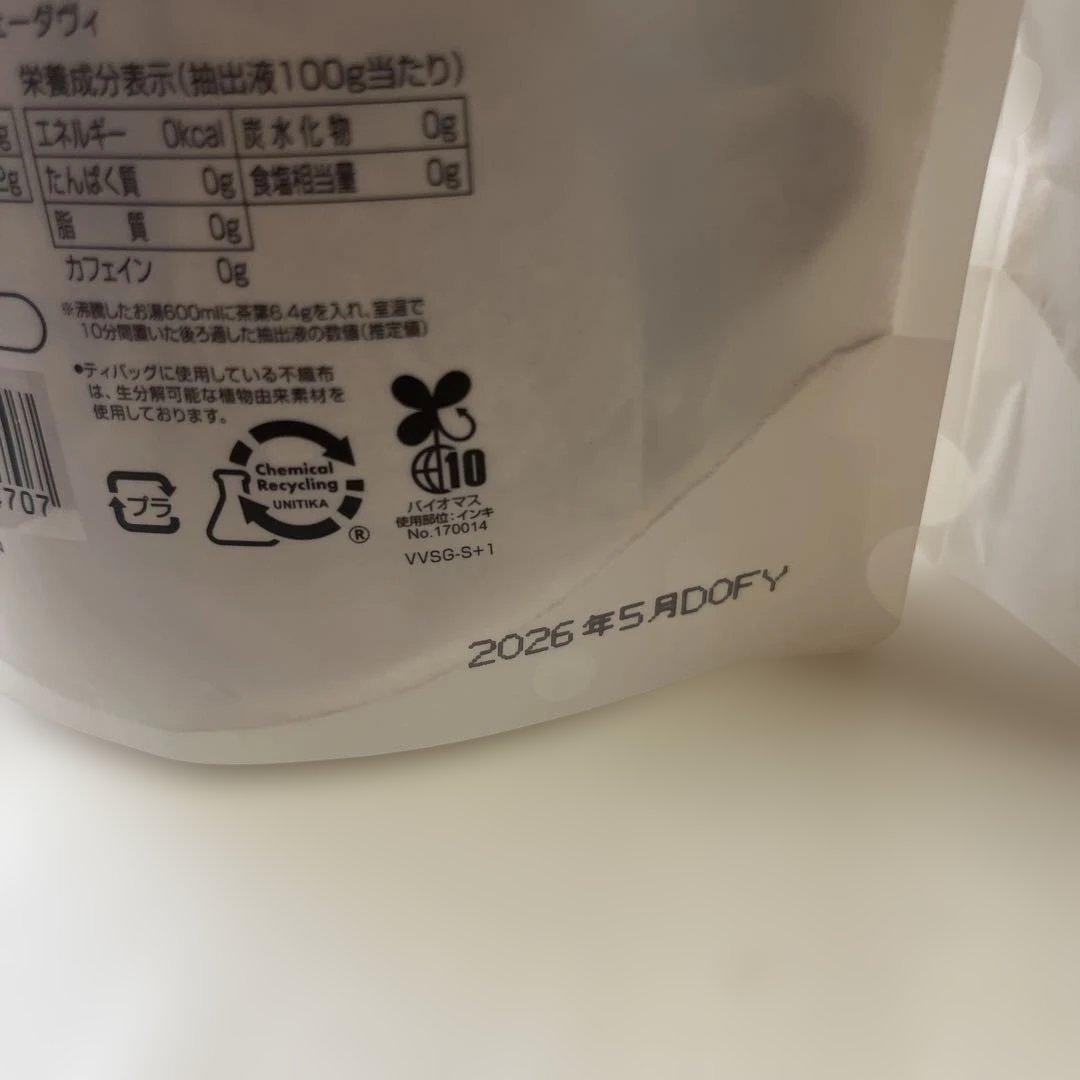 ーダヴィ
栄養成分表示(抽出液100g当たり)
g エネルギー 0kcal 炭水化物 0g
2g たんぱく質 0g 食塩相当量 0g
脂質 0g
カフェイン 0g
※沸騰したお湯600mlに茶葉6.4gを入れ、室温で
10分間置いた後ろ過した抽出液の数値(推定値)
●ティバッグに使用している不織布
は、生分解可能な植物由来素材を
使用しております。
プラ
Chemical
Recycling
UNITIKA
®
10
バイオマス
使用部位:インキ
No.170014
VVSG-S+1
707
2026年5月DOFY